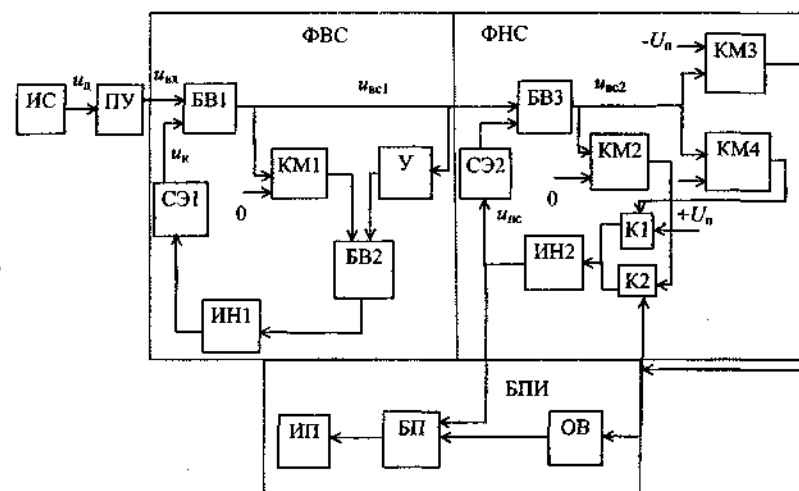 ФВС
ФНС
-Uп
КМ3
ИС
uд
ПУ
uвх
БВ1
uвс1
БВ3
uвс2
uк
КМ1
У
СЭ2
КМ2
КМ4
СЭ1
0
0
uпс
К1
+Uп
БВ2
ИН2
К2
ИН1
БПИ
ИП
БП
ОВ